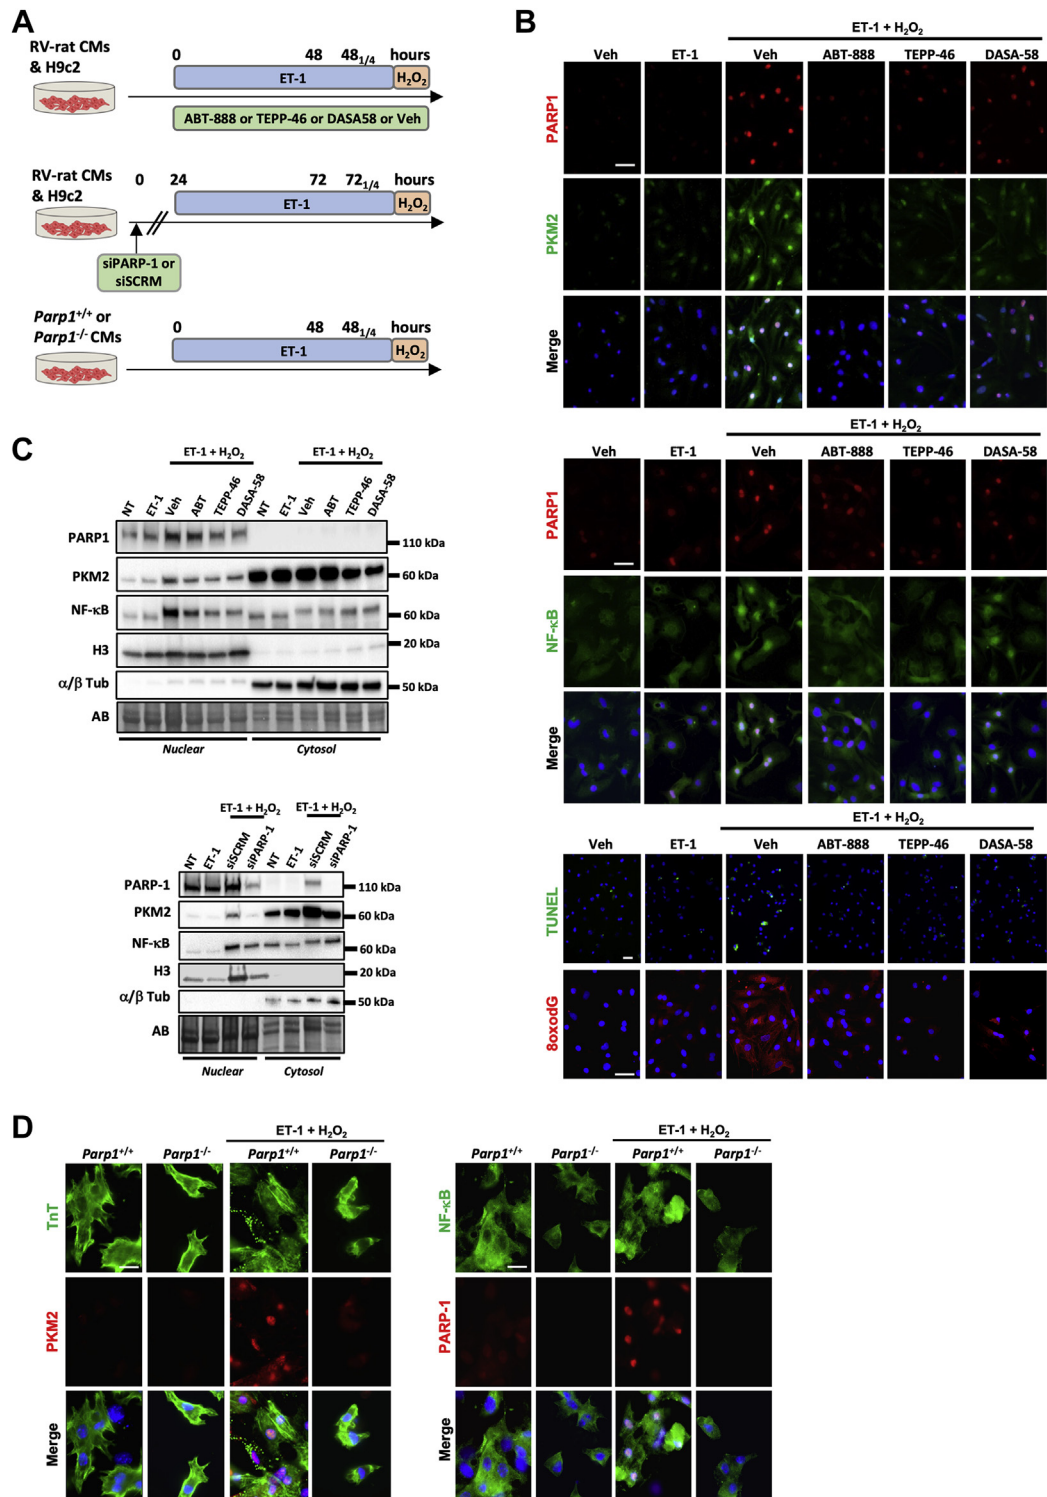 A
RV-rat CMs
& H9c2
0 48 48 1/4 hours
ET-1 H₂O₂
ABT-888 or TEPP-46 or DASA58 or Veh
RV-rat CMs
& H9c2
0 24 72 72 1/4 hours
ET-1 H₂O₂
siPARP-1 or
siSCRM
Parp1+/+ or
Parp1-/- CMs
0 48 48 1/4 hours
ET-1 H₂O₂
B
ET-1 + H₂O₂
Veh ET-1 Veh ABT-888 TEPP-46 DASA-58
PARP1
PKM2
Merge
ET-1 + H₂O₂
Veh ET-1 Veh ABT-888 TEPP-46 DASA-58
PARP1
NF-κB
Merge
ET-1 + H₂O₂
Veh ET-1 Veh ABT-888 TEPP-46 DASA-58
TUNEL
8oxodG
C
ET-1 + H₂O₂ ET-1 + H₂O₂
NT ET-1 Veh ABT TEPP-46 DASA-58 NT ET-1 Veh ABT TEPP-46 DASA-58
PARP1 110 kDa
PKM2 60 kDa
NF-κB 60 kDa
H3 20 kDa
α/β Tub 50 kDa
AB
Nuclear Cytosol
ET-1 + H₂O₂ ET-1 + H₂O₂
NT ET-1 siSCRM siPARP-1 NT ET-1 siSCRM siPARP-1
PARP-1 110 kDa
PKM2 60 kDa
NF-κB 60 kDa
H3 20 kDa
α/β Tub 50 kDa
AB
Nuclear Cytosol
D
ET-1 + H₂O₂
Parp1+/+ Parp1-/- Parp1+/+ Parp1-/-
TnT
PKM2
Merge
ET-1 + H₂O₂
Parp1+/+ Parp1-/- Parp1+/+ Parp1-/-
NF-κB
PARP-1
Merge